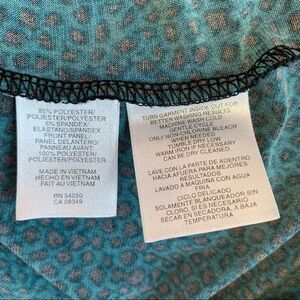 95% POLYESTER/
POLIESTER/POLYESTER
5% SPANDEX/
ELASTANO/SPANDEX
FRONT PANEL/
PANEL DELANTERO/
PANNEAU AVANT:
100% POLYESTER/
POLIESTER/POLYESTER
MADE IN VIETNAM
HECHO EN VIETNAM
FAIT AU VIETNAM
RN 54050
CA 08349
TURN GARMENT INSIDE OUT FOR
BETTER WASHING RESULTS
MACHINE WASH COLD
GENTLE CYCLE
ONLY NON-CHLORINE BLEACH
WHEN NEEDED
TUMBLE DRY LOW
WARM IRON IF NECESSARY
CAN BE DRY CLEANED
LAVE CON LA PARTE DE ADENTRO
HACIA AFUERA PARA MEJORES
RESULTADOS
LAVADO A MAQUINA CON AGUA
FRIA
CICLO DELICADO
SOLAMENTE BLANQUEADOR SIN
CLORO, SI ES NECESARIO
SECAR EN SECADORA, A BAJA
TEMPERATURA